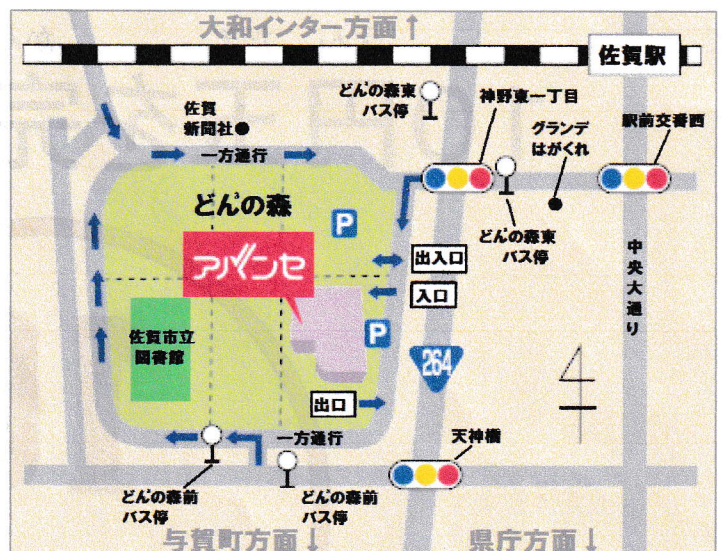 大和インター方面↑
佐賀駅
どん3の森東
バス停
神野東一丁目
駅前交番西
佐賀
新聞社
グランデ
はがくれ
一方通行
どん3の森
P
どん3の森東
バス停
アバンセ
出入口
入口
中央大通り
佐賀市立
図書館
P
264
出口
一方通行
天神橋
どん3の森前
バス停
どん3の森前
バス停
与賀町方面↓
県庁方面↓